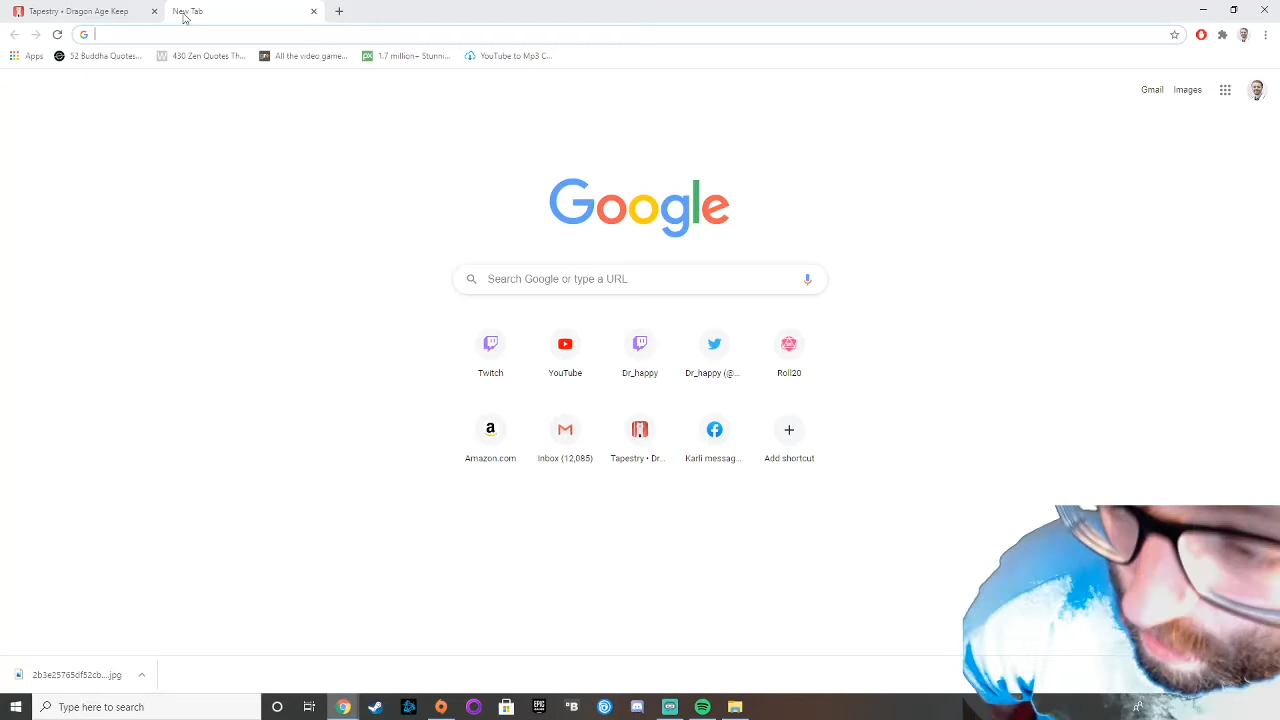 Tapestry • Dragon Age Keep
New Tab
Apps
52 Buddha Quotes...
430 Zen Quotes Th...
All the video game...
1.7 million+ Stunni...
YouTube to Mp3 C...
Gmail
Images
Google
Search Google or type a URL
Twitch
YouTube
Dr_happy
Dr_happy (@...
Roll20
Amazon.com
Inbox (12,085)
Tapestry • Dr...
Karli messag...
Add shortcut
2b3e25765df52cb....jpg
Type here to search